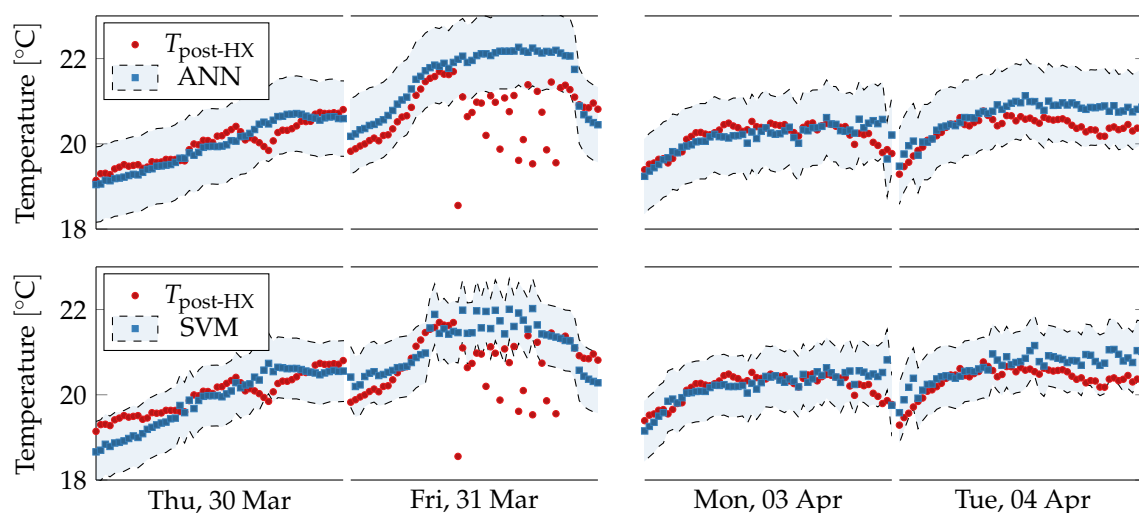 Temperature [°C]
22
20
18
T_post-HX
ANN
Temperature [°C]
22
20
18
T_post-HX
SVM
Thu, 30 Mar
Fri, 31 Mar
Mon, 03 Apr
Tue, 04 Apr